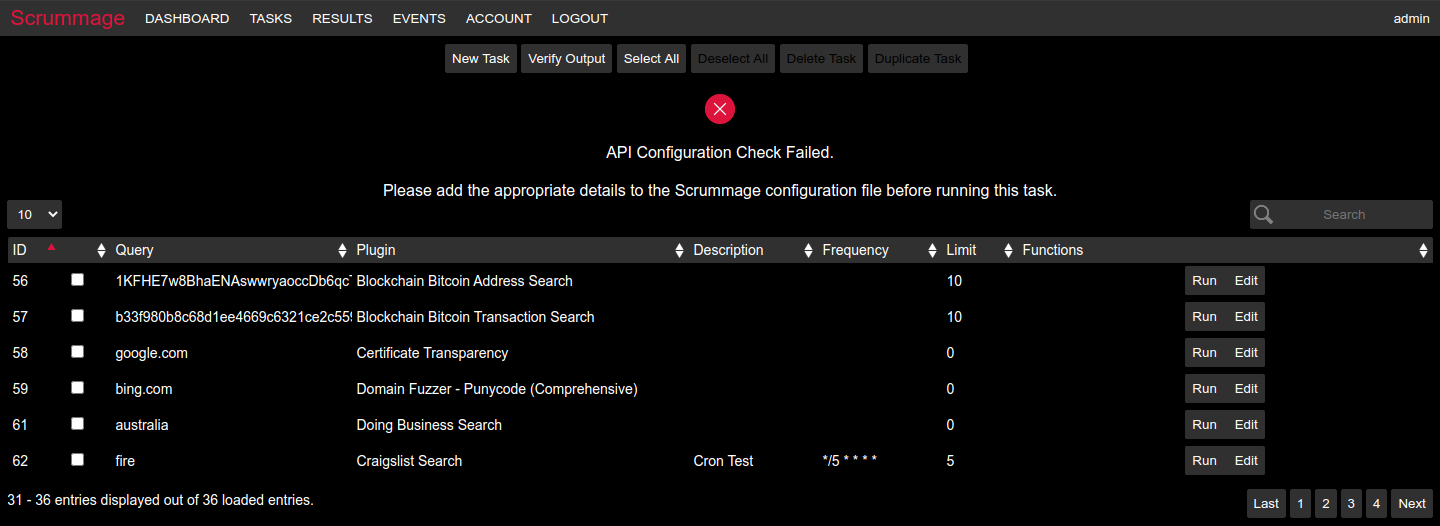 Scrummage DASHBOARD TASKS RESULTS EVENTS ACCOUNT LOGOUT admin
New Task Verify Output Select All Deselect All Delete Task Duplicate Task
API Configuration Check Failed.
Please add the appropriate details to the Scrummage configuration file before running this task.
10 Search
ID Query Plugin Description Frequency Limit Functions
56 1KFHE7w8BhaENAswwryaoccDb6qc Blockchain Bitcoin Address Search 10 Run Edit
57 b33f980b8c68d1ee4669c6321ce2c559 Blockchain Bitcoin Transaction Search 10 Run Edit
58 google.com Certificate Transparency 0 Run Edit
59 bing.com Domain Fuzzer - Punycode (Comprehensive) 0 Run Edit
61 australia Doing Business Search 0 Run Edit
62 fire Craigslist Search Cron Test */5 * * * * 5 Run Edit
31 - 36 entries displayed out of 36 loaded entries. Last 1 2 3 4 Next